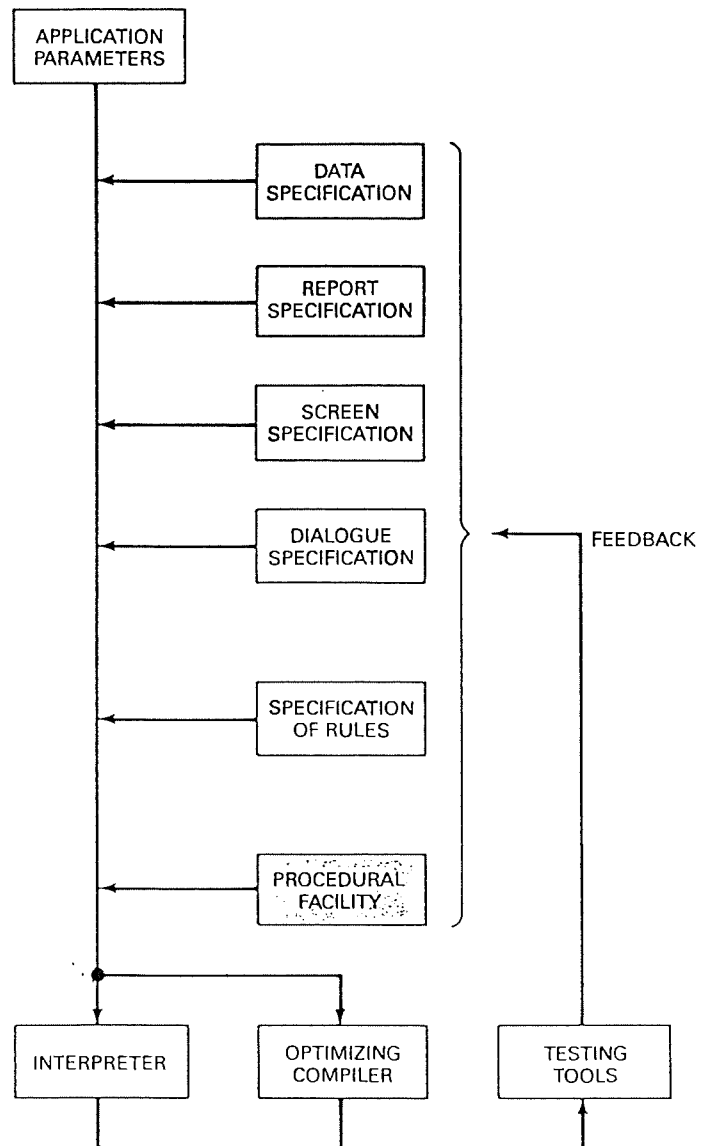 APPLICATION
PARAMETERS
DATA
SPECIFICATION
REPORT
SPECIFICATION
SCREEN
SPECIFICATION
DIALOGUE
SPECIFICATION
FEEDBACK
SPECIFICATION
OF RULES
PROCEDURAL
FACILITY
INTERPRETER
OPTIMIZING
COMPILER
TESTING
TOOLS